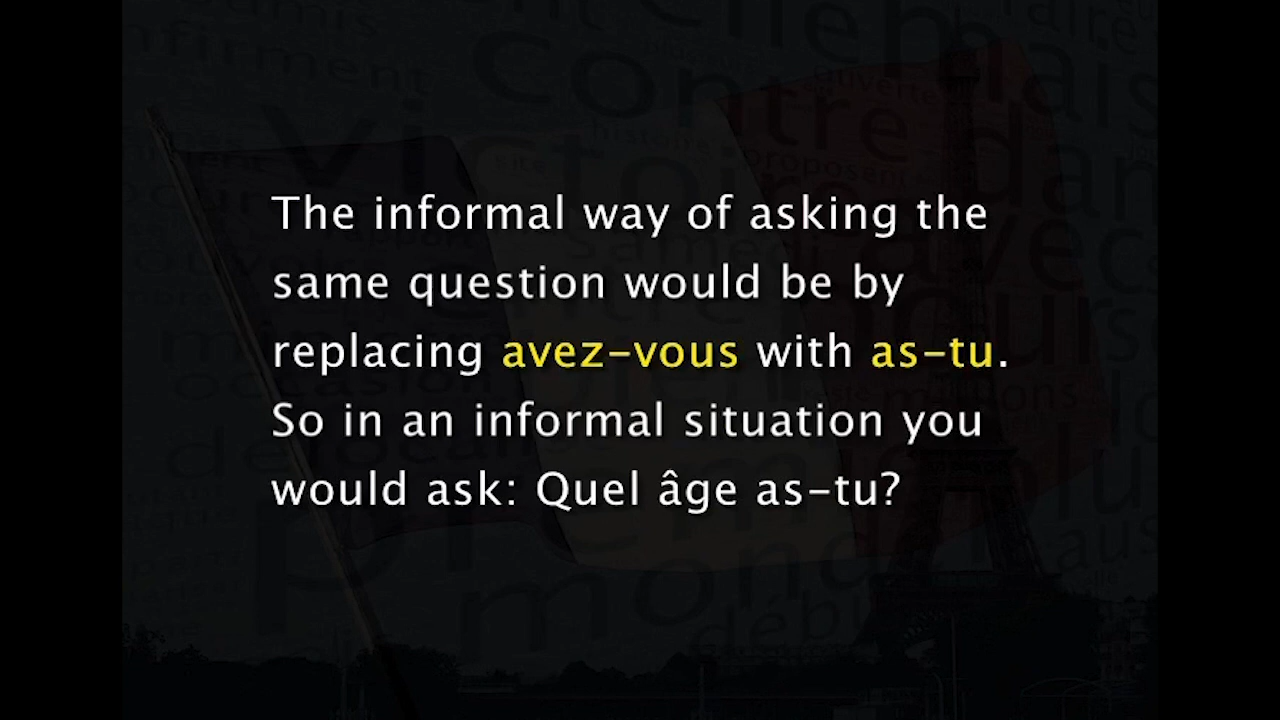 The informal way of asking the
same question would be by
replacing avez-vous with as-tu.
So in an informal situation you
would ask: Quel âge as-tu?